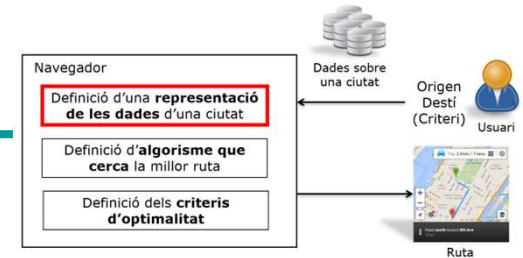 Navegador
Definició d'una representació
de les dades d'una ciutat
Definició d'algorisme que
cerca la millor ruta
Definició dels criteris
d'optimalitat
Dades sobre
una ciutat
Origen
Destí
(Criteri)
Usuari
Ruta